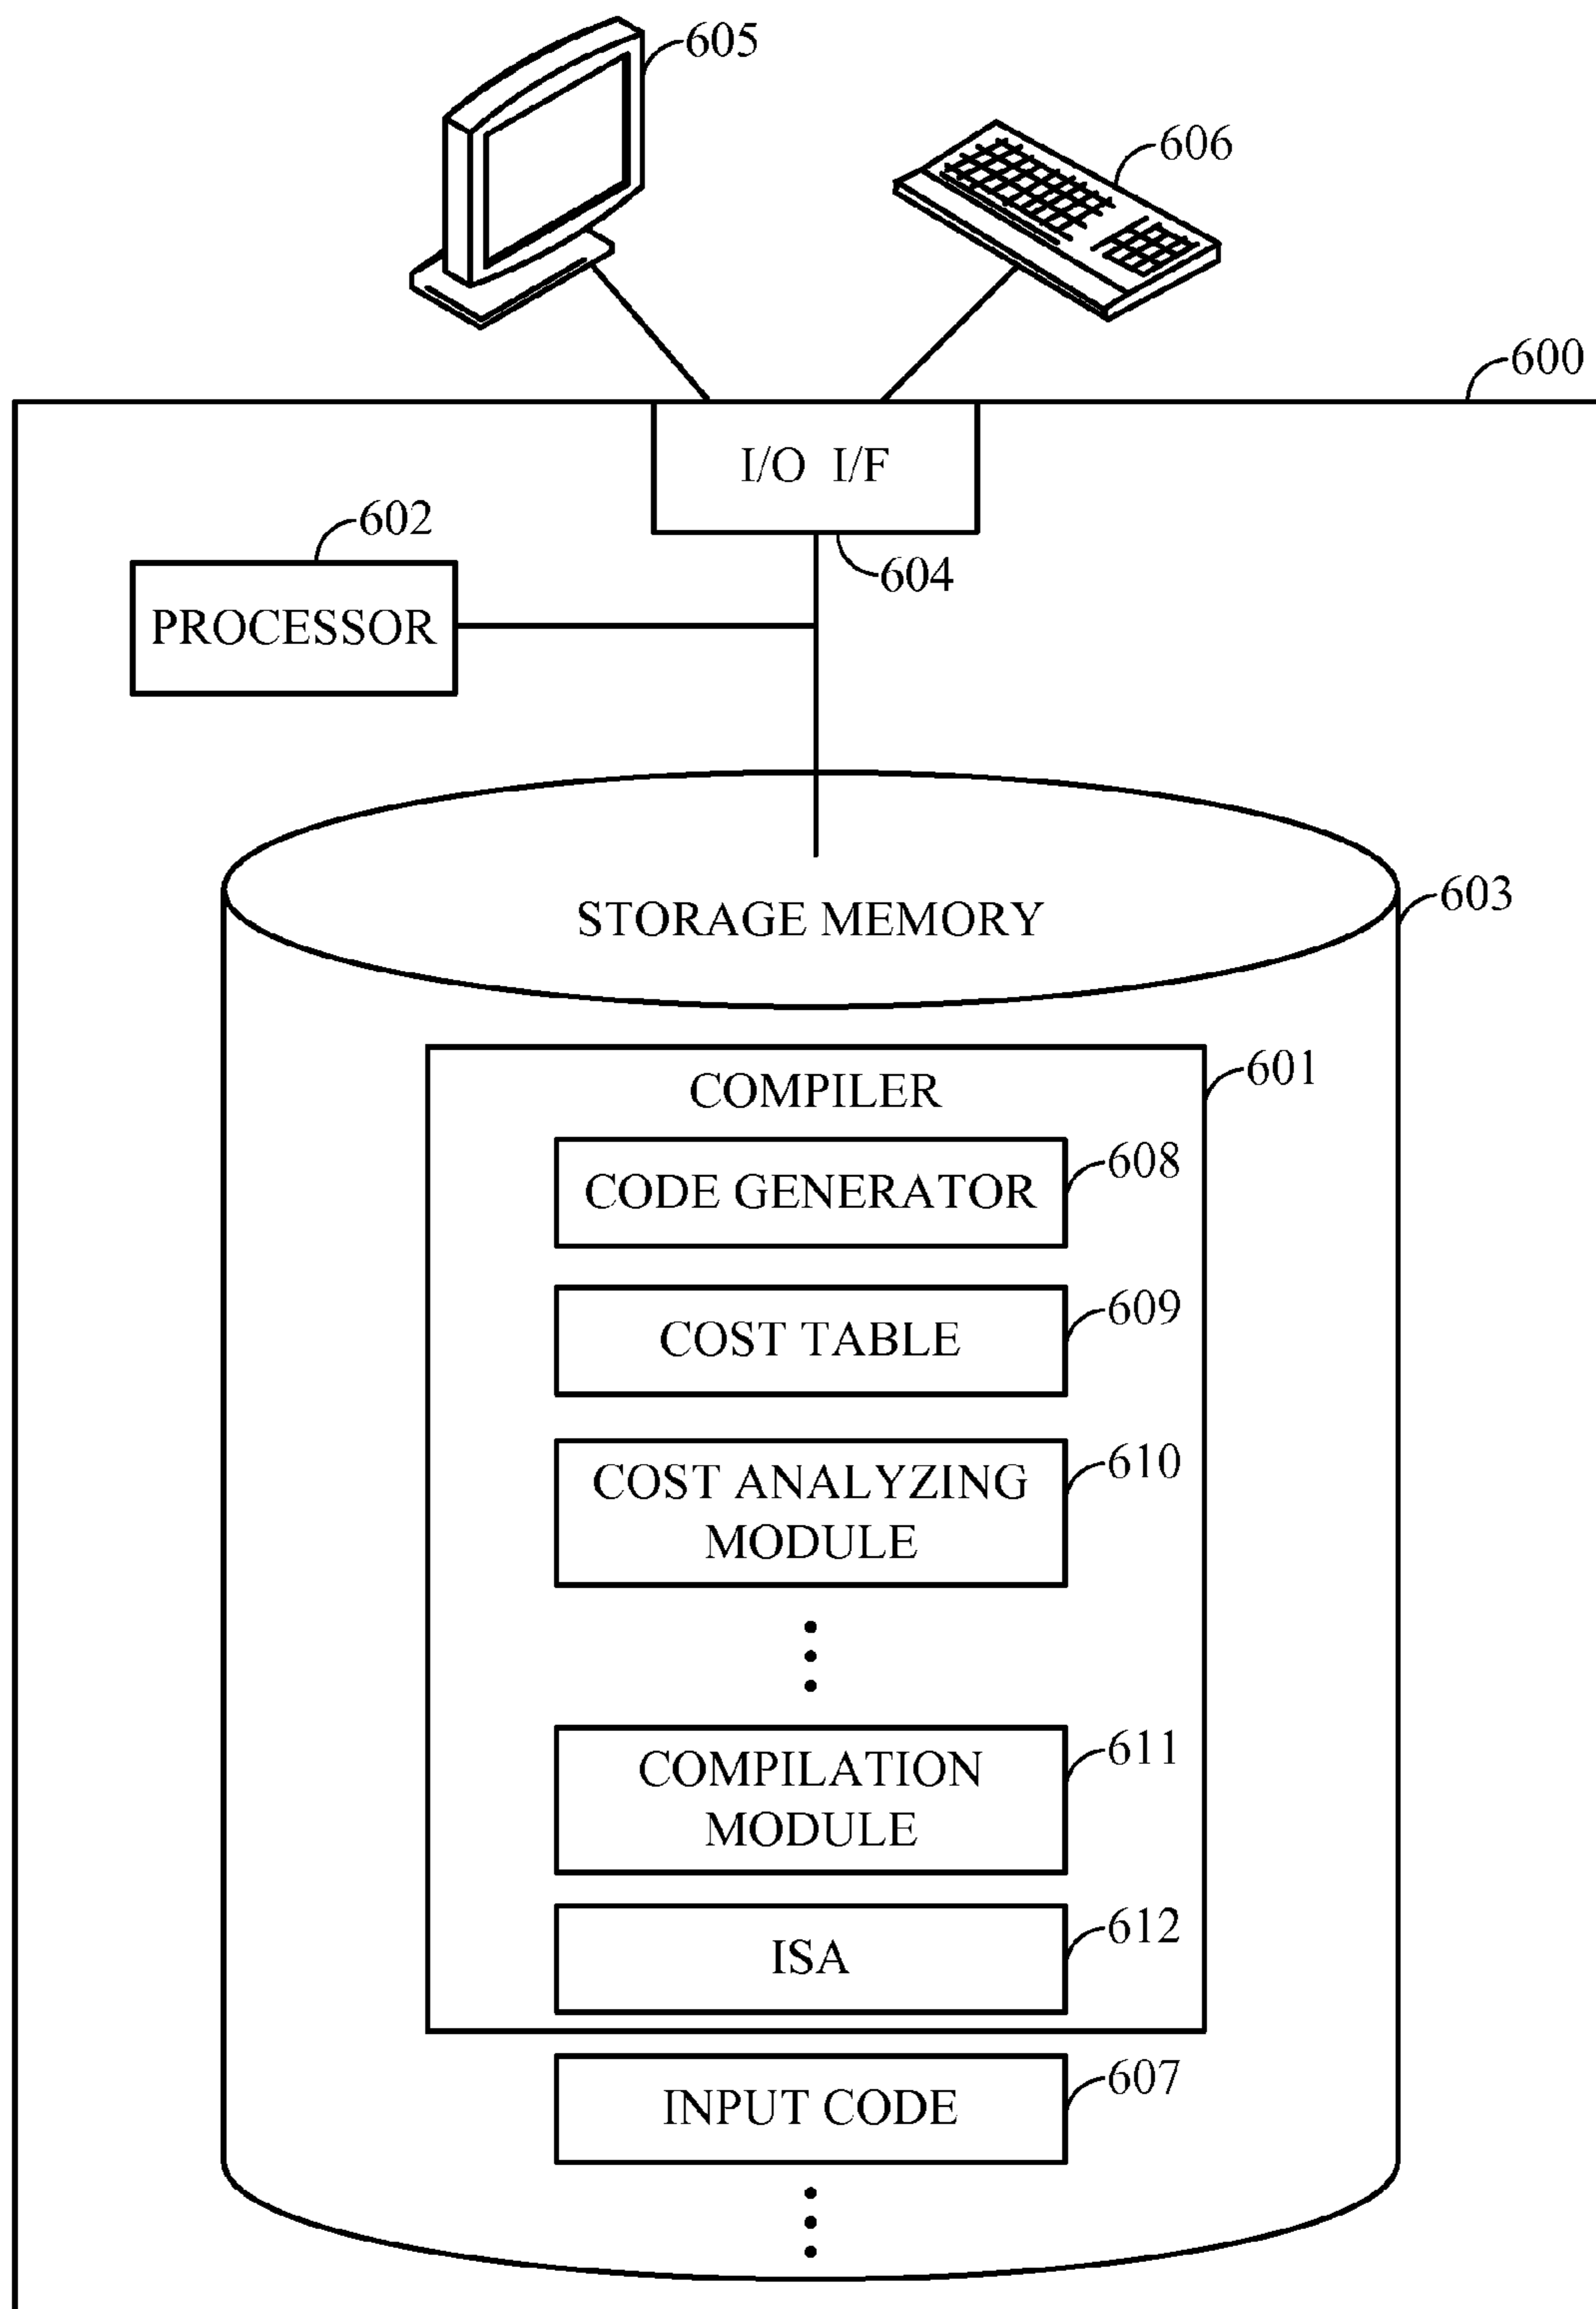 605
606
600
I/O I/F
602
604
PROCESSOR
603
STORAGE MEMORY
601
COMPILER
608
CODE GENERATOR
609
COST TABLE
610
COST ANALYZING
MODULE
611
COMPILATION
MODULE
612
ISA
607
INPUT CODE